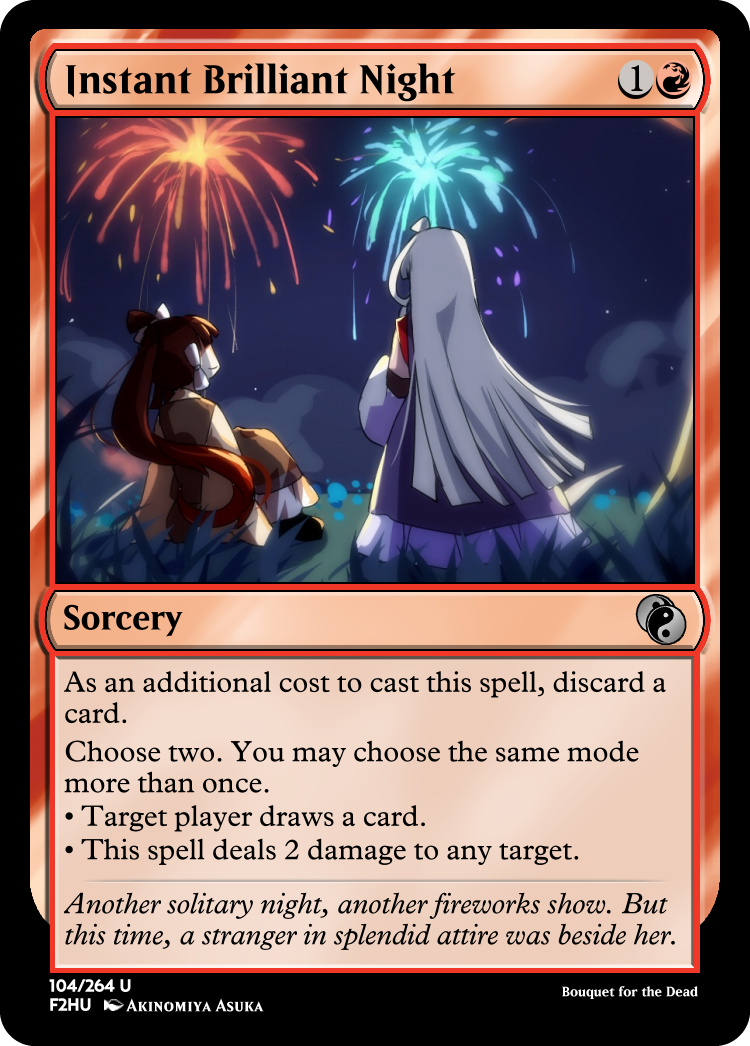 Instant Brilliant Night 1
Sorcery
As an additional cost to cast this spell, discard a
card.
Choose two. You may choose the same mode
more than once.
• Target player draws a card.
• This spell deals 2 damage to any target.
Another solitary night, another fireworks show. But
this time, a stranger in splendid attire was beside her.
104/264 U
F2HU Akinomiya Asuka
Bouquet for the Dead